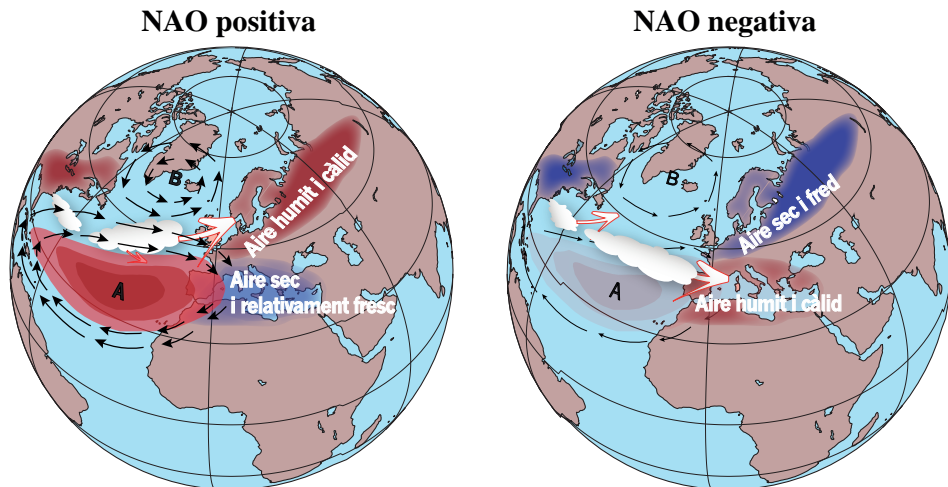 NAO positiva
B
Aire humit i càlid
A
Aire sec
i relativament fresc
NAO negativa
B
Aire sec i fred
A
Aire humit i càlid